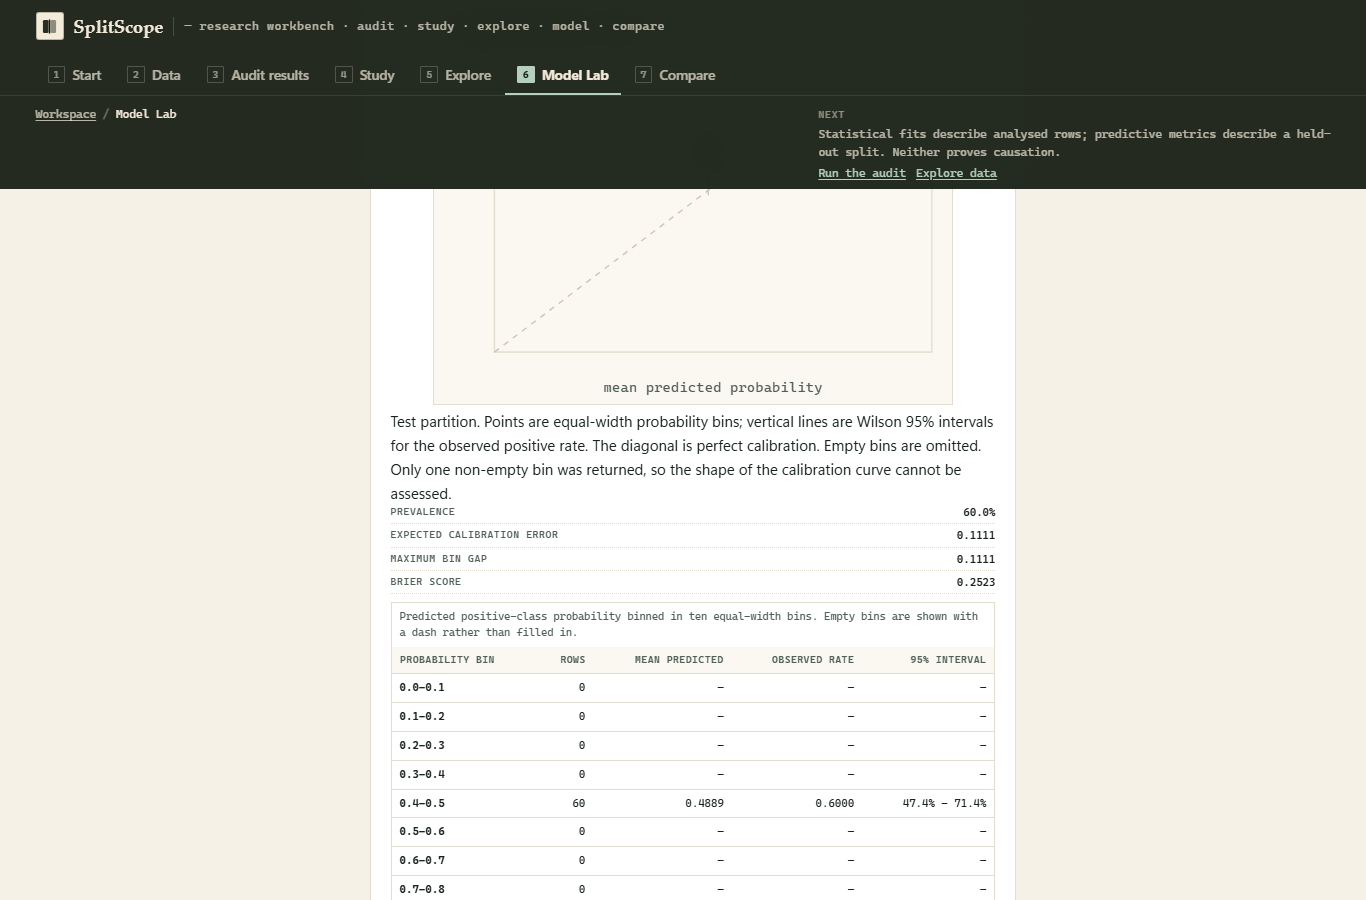 SplitScope
— research workbench · audit · study · explore · model · compare
1 Start 2 Data 3 Audit results 4 Study 5 Explore 6 Model Lab 7 Compare
Workspace / Model Lab
NEXT
Statistical fits describe analysed rows; predictive metrics describe a held-
out split. Neither proves causation.
Run the audit Explore data
mean predicted probability
Test partition. Points are equal-width probability bins; vertical lines are Wilson 95% intervals
for the observed positive rate. The diagonal is perfect calibration. Empty bins are omitted.
Only one non-empty bin was returned, so the shape of the calibration curve cannot be
assessed.
PREVALENCE 60.0%
EXPECTED CALIBRATION ERROR 0.1111
MAXIMUM BIN GAP 0.1111
BRIER SCORE 0.2523
Predicted positive-class probability binned in ten equal-width bins. Empty bins are shown with
a dash rather than filled in.
PROBABILITY BIN ROWS MEAN PREDICTED OBSERVED RATE 95% INTERVAL
0.0–0.1 0 — — —
0.1–0.2 0 — — —
0.2–0.3 0 — — —
0.3–0.4 0 — — —
0.4–0.5 60 0.4889 0.6000 47.4% – 71.4%
0.5–0.6 0 — — —
0.6–0.7 0 — — —
0.7–0.8 0 — — —